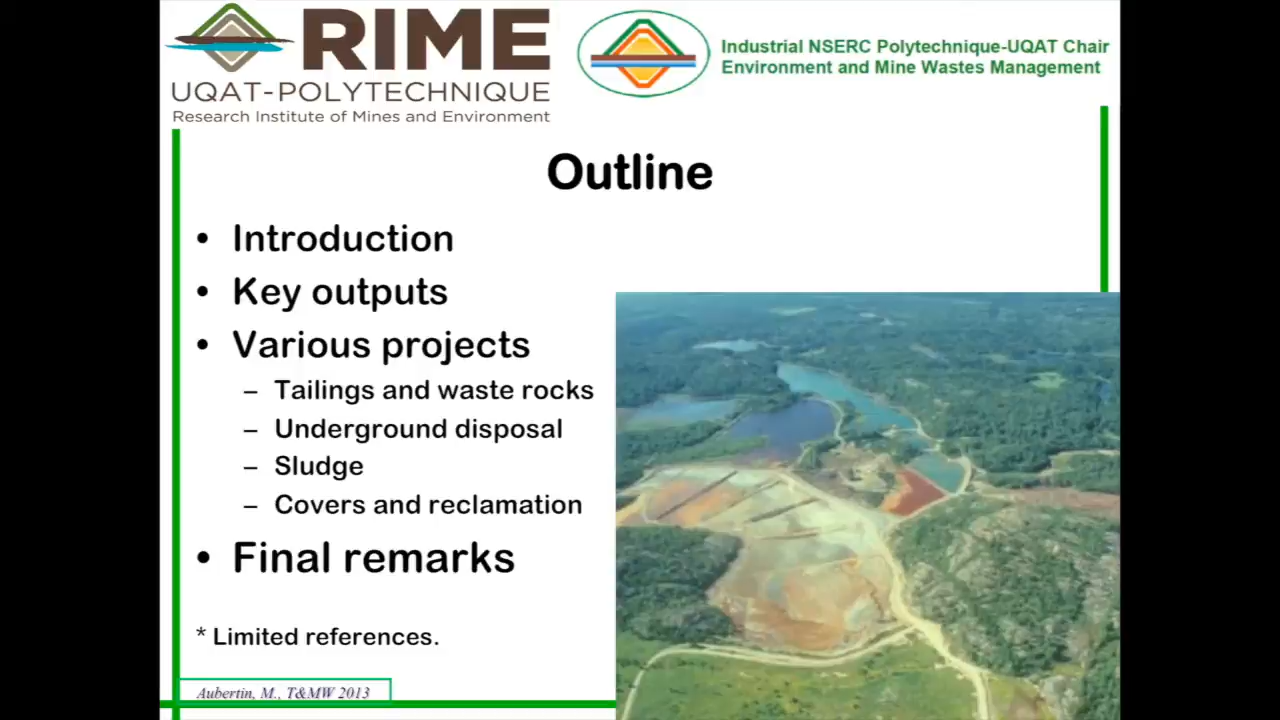 RIME
UQAT-POLYTECHNIQUE
Research Institute of Mines and Environment
Industrial NSERC Polytechnique-UQAT Chair
Environment and Mine Wastes Management
Outline
• Introduction
• Key outputs
• Various projects
– Tailings and waste rocks
– Underground disposal
– Sludge
– Covers and reclamation
• Final remarks
* Limited references.
Aubertin, M., T&MW 2013